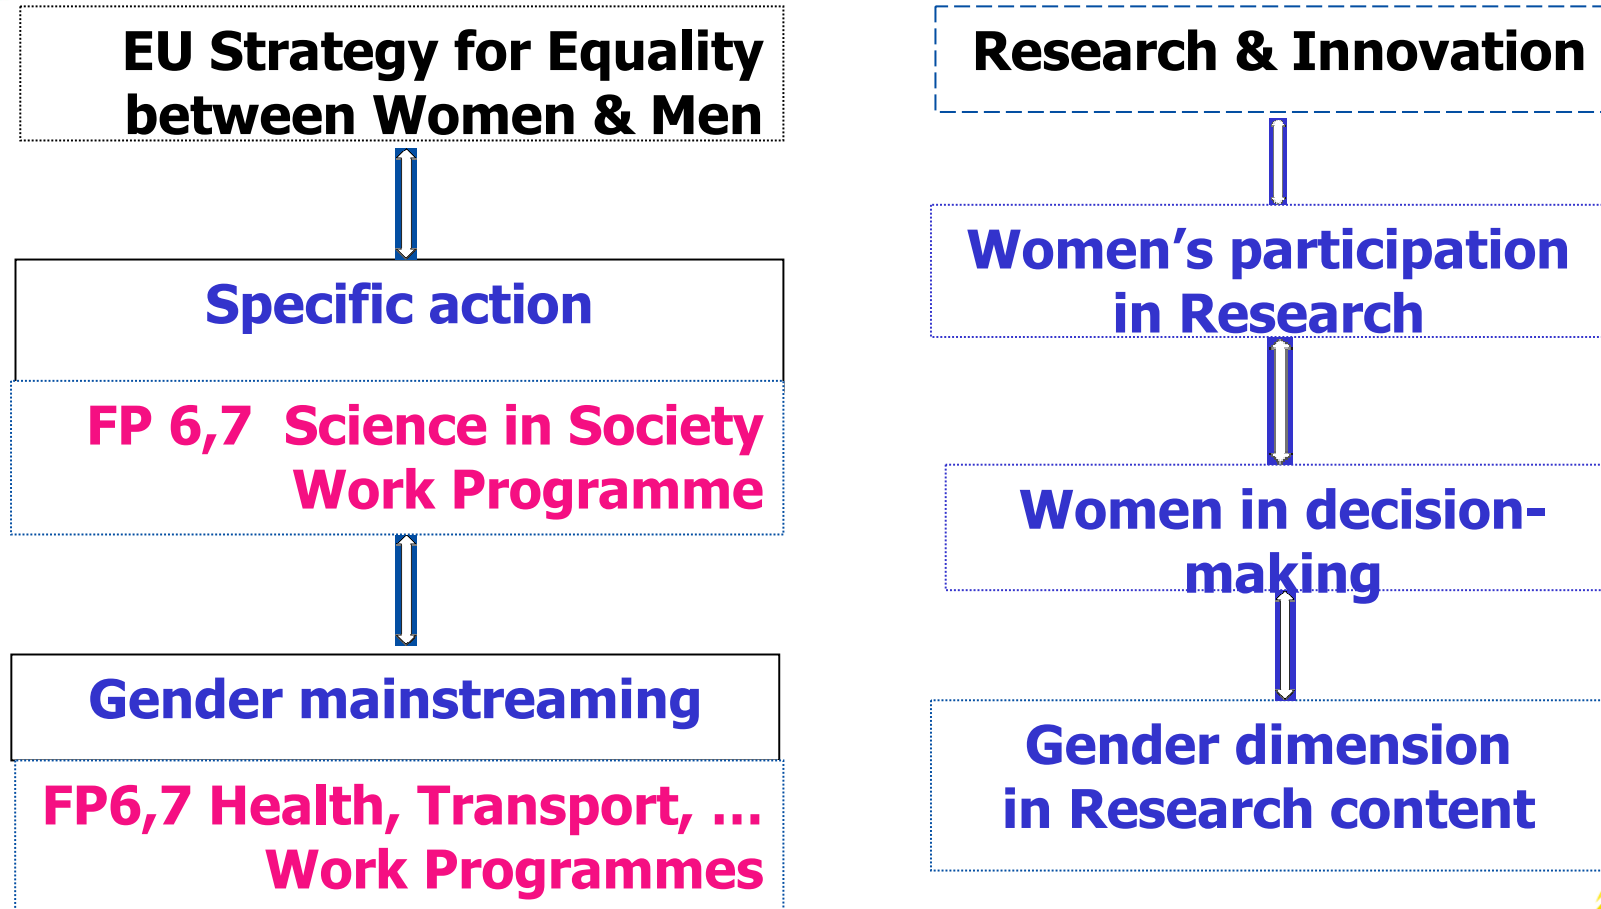 EU Strategy for Equality
between Women & Men
Specific action
FP 6,7  Science in Society
Work Programme
Gender mainstreaming
FP6,7 Health, Transport, ...
Work Programmes
Research & Innovation
Women’s participation
in Research
Women in decision-
making
Gender dimension
in Research content